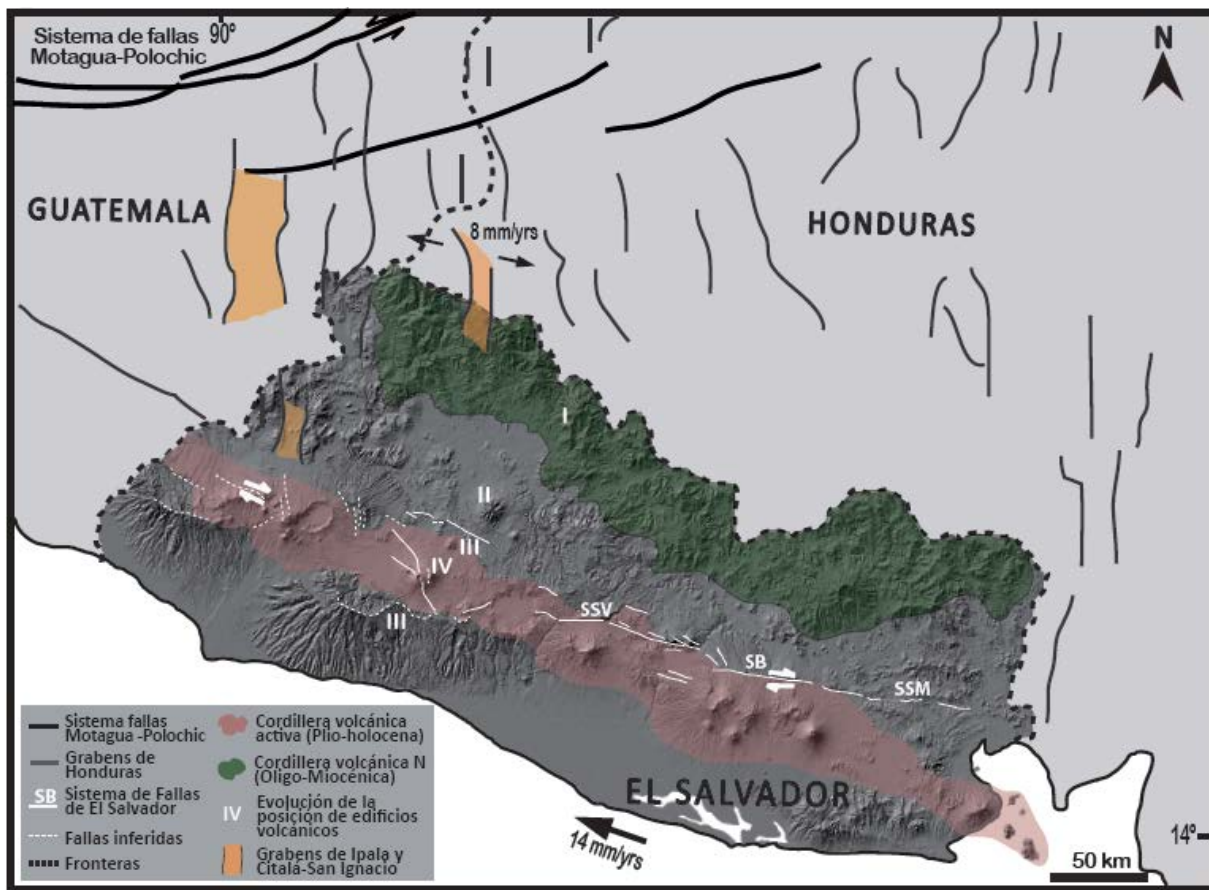 Sistema de fallas
Motagua-Polochic
90º
N
GUATEMALA
HONDURAS
8 mm/yrs
I
II
III
IV
III
SSV
SB
SSM
EL SALVADOR
14 mm/yrs
14º
50 km
Sistema fallas
Motagua -Polochic
Grabens de
Honduras
SB
Sistema de Fallas
de El Salvador
Fallas inferidas
Fronteras
Cordillera volcánica
activa (Plio-holocena)
Cordillera volcánica N
(Oligo-Miocénica)
IV
Evolución de la
posición de edificios
volcánicos
Grabens de Ipala y
Citalá-San Ignacio